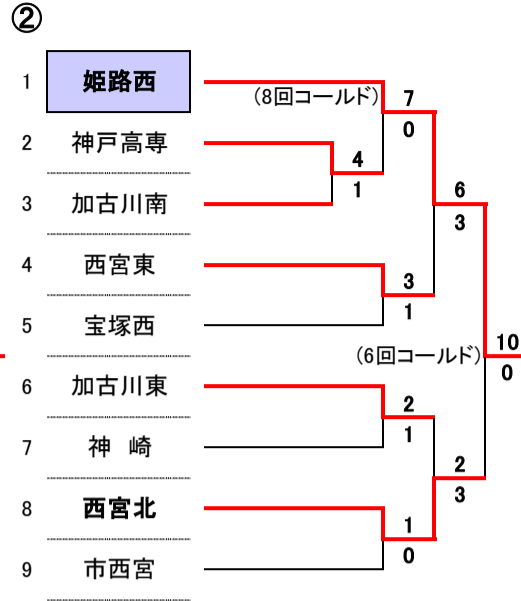 ②
1 姫路西
(8回コールド) 7
0
2 神戸高専
4
1
3 加古川南
6
3
4 西宮東
3
1
5 宝塚西
(6回コールド) 10
0
6 加古川東
2
1
7 神 崎
2
3
8 西宮北
1
0
9 市西宮